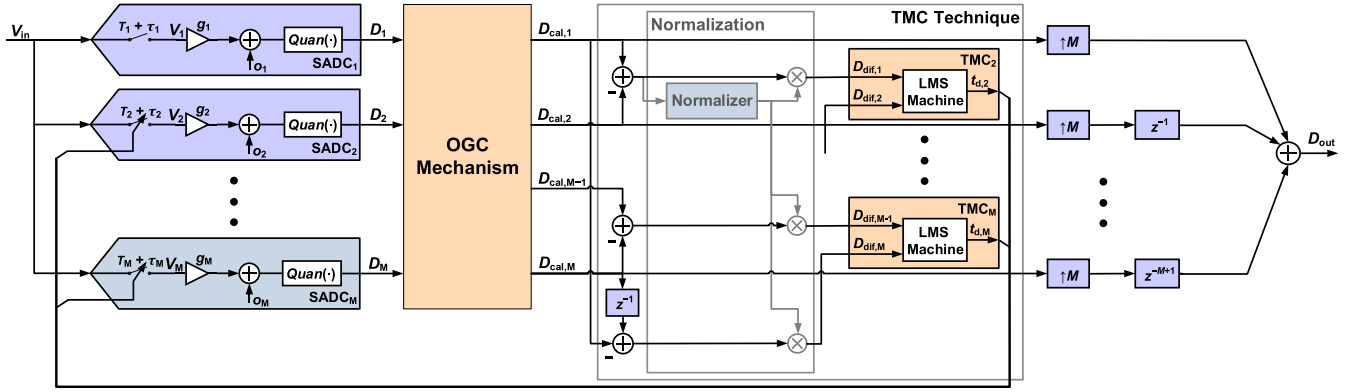 V_in
T_1 + τ_1 V_1 g_1 o_1 Quan(·) SADC_1 D_1
T_2 + τ_2 V_2 g_2 o_2 Quan(·) SADC_2 D_2
T_M + τ_M V_M g_M o_M Quan(·) SADC_M D_M
OGC
Mechanism
D_cal,1
D_cal,2
D_cal,M−1
D_cal,M
TMC Technique
Normalization
Normalizer
z^−1
TMC_2
D_dif,1
D_dif,2
LMS
Machine
t_d,2
TMC_M
D_dif,M-1
D_dif,M
LMS
Machine
t_d,M
↑M
↑M z^−1
↑M z^−M+1
D_out